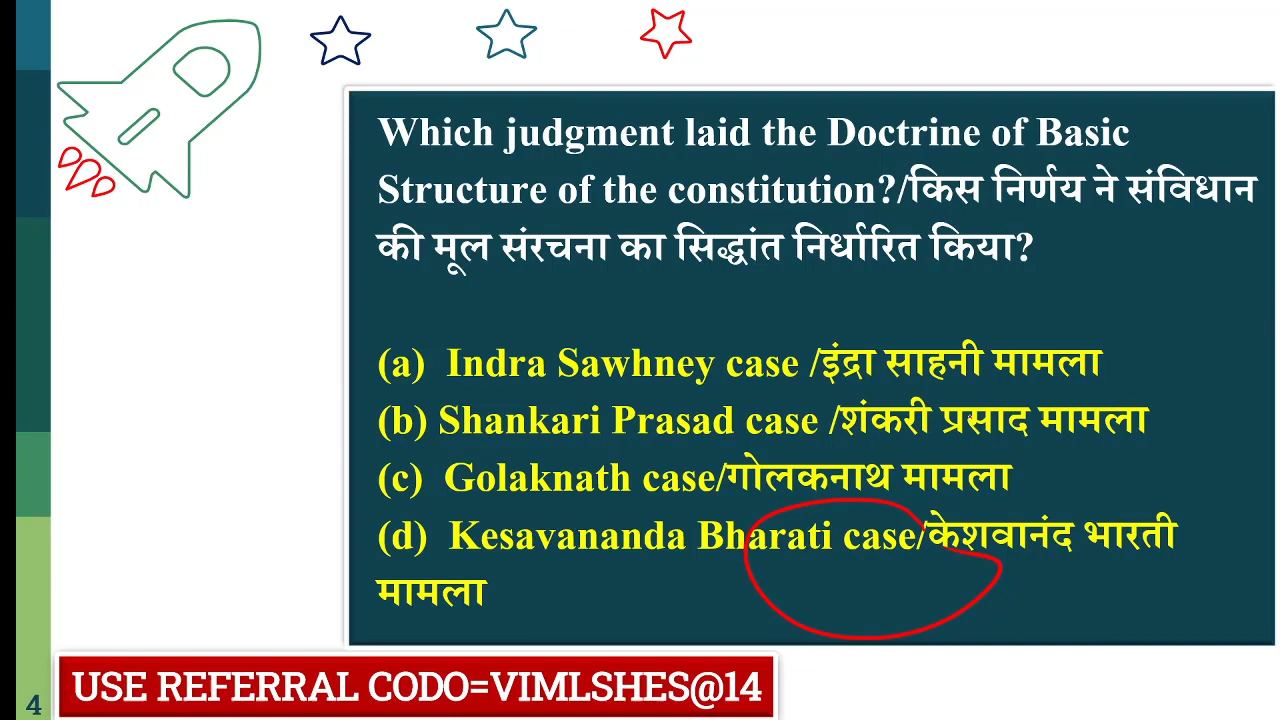 Which judgment laid the Doctrine of Basic
Structure of the constitution?/किस निर्णय ने संविधान
की मूल संरचना का सिद्धांत निर्धारित किया?
(a) Indra Sawhney case /इंद्रा साहनी मामला
(b) Shankari Prasad case /शंकरी प्रसाद मामला
(c) Golaknath case/गोलकनाथ मामला
(d) Kesavananda Bharati case/केशवानंद भारती
मामला
USE REFERRAL CODO=VIMLSHES@14
4